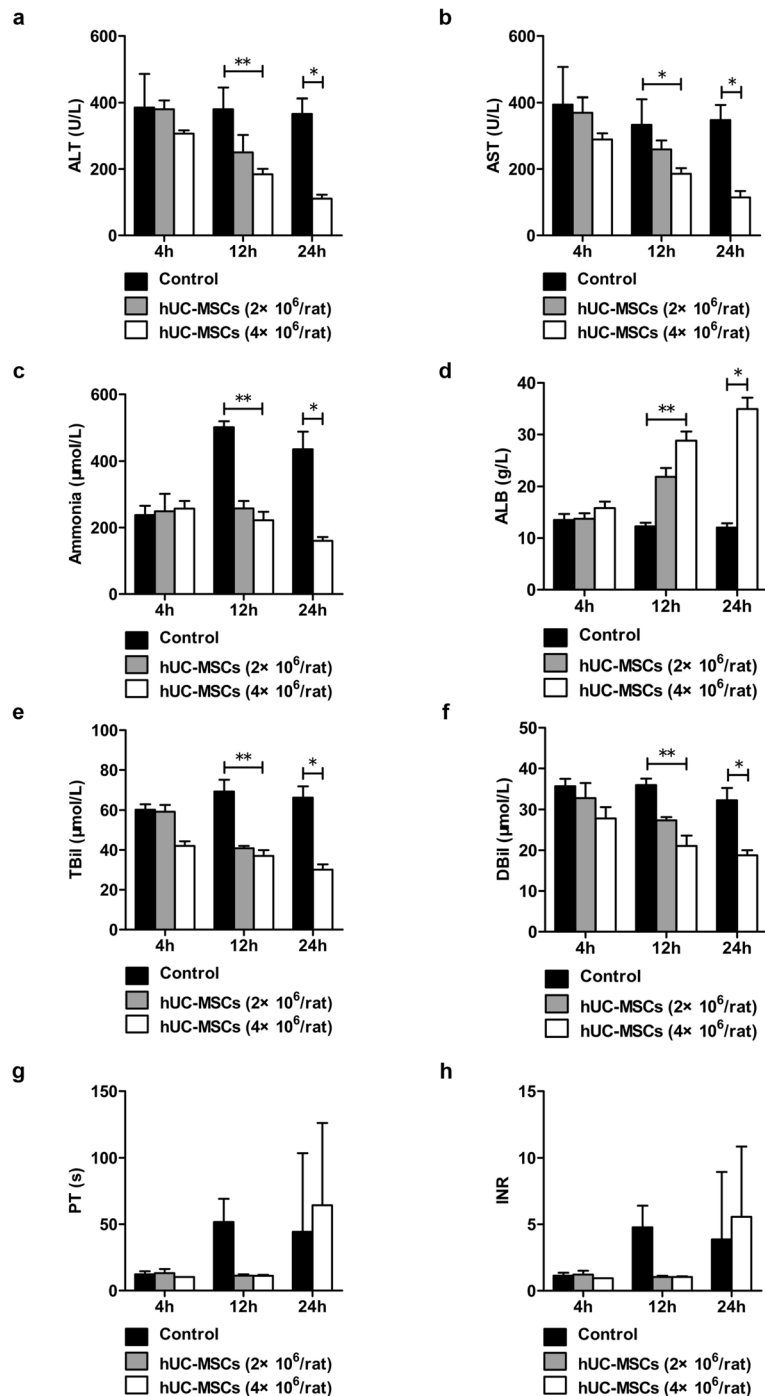 a
b
600
400
200
0
ALT (U/L)
**
*
4h 12h 24h
Control
hUC-MSCs (2× 10⁶/rat)
hUC-MSCs (4× 10⁶/rat)
600
400
200
0
AST (U/L)
*
*
4h 12h 24h
Control
hUC-MSCs (2× 10⁶/rat)
hUC-MSCs (4× 10⁶/rat)
c
d
600
400
200
0
Ammonia (µmol/L)
**
*
4h 12h 24h
Control
hUC-MSCs (2× 10⁶/rat)
hUC-MSCs (4× 10⁶/rat)
40
30
20
10
0
ALB (g/L)
**
*
4h 12h 24h
Control
hUC-MSCs (2× 10⁶/rat)
hUC-MSCs (4× 10⁶/rat)
e
f
100
80
60
40
20
0
TBil (µmol/L)
**
*
4h 12h 24h
Control
hUC-MSCs (2× 10⁶/rat)
hUC-MSCs (4× 10⁶/rat)
50
40
30
20
10
0
DBil (µmol/L)
**
*
4h 12h 24h
Control
hUC-MSCs (2× 10⁶/rat)
hUC-MSCs (4× 10⁶/rat)
g
h
150
100
50
0
PT (s)
4h 12h 24h
Control
hUC-MSCs (2× 10⁶/rat)
hUC-MSCs (4× 10⁶/rat)
15
10
5
0
INR
4h 12h 24h
Control
hUC-MSCs (2× 10⁶/rat)
hUC-MSCs (4× 10⁶/rat)